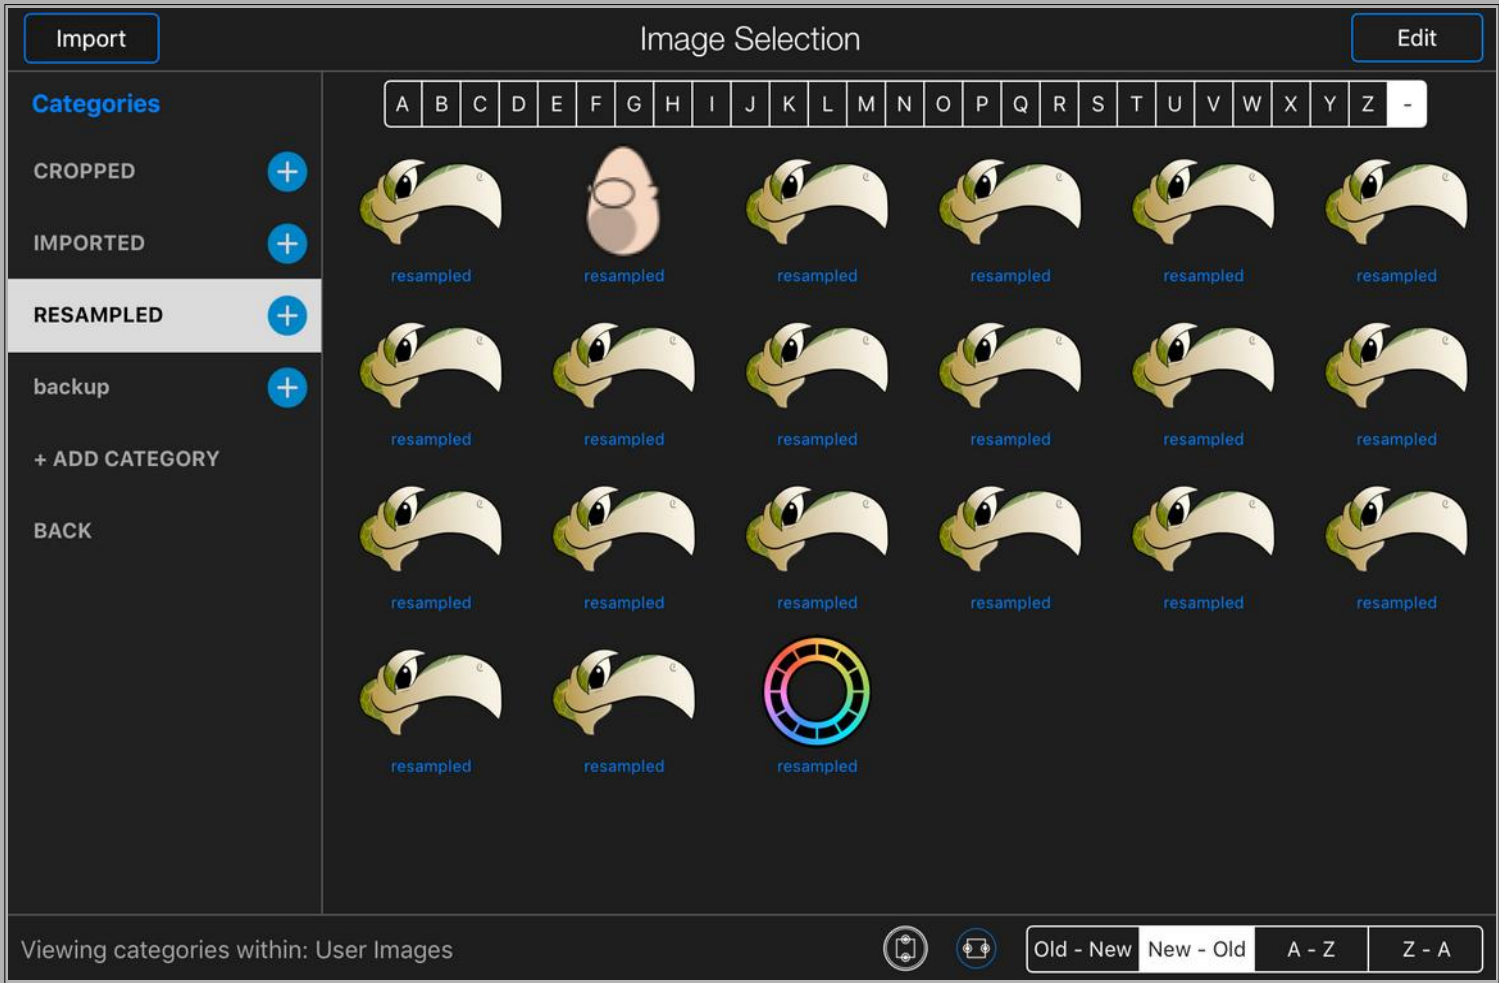 Import
Image Selection
Edit
Categories
A B C D E F G H I J K L M N O P Q R S T U V W X Y Z -
CROPPED
IMPORTED
RESAMPLED
backup
+ ADD CATEGORY
BACK
resampled resampled resampled resampled resampled resampled
resampled resampled resampled resampled resampled resampled
resampled resampled resampled resampled resampled resampled
resampled resampled resampled
Viewing categories within: User Images
Old - New New - Old A - Z Z - A